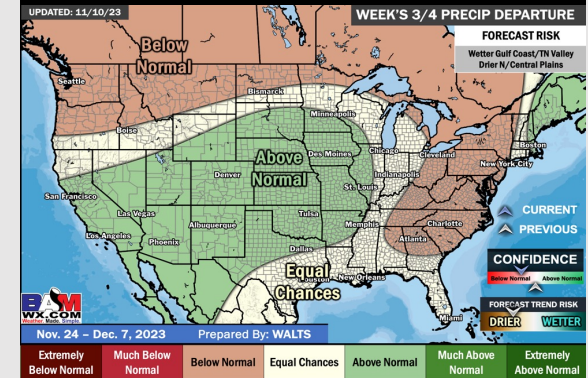 UPDATED: 11/10/23
WEEK'S 3/4 PRECIP DEPARTURE
FORECAST RISK
Wetter Gulf Coast/TN Valley
Drier N/Central Plains
Below
Normal
Seattle
Bismarck
Minneapolis
Boise
Boston
Above
Normal
Des Moines
Chicago
Cleveland
New York City
Denver
Indianapolis
St. Louis
San Francisco
Las Vegas
Tulsa
Charlotte
Albuquerque
Memphis
Los Angeles
Phoenix
Atlanta
Dallas
CURRENT
PREVIOUS
Equal
Chances
Houston
New Orleans
Miami
CONFIDENCE
Below Normal
Above Normal
FORECAST TREND RISK
DRIER
WETTER
BAM
WX.COM
Weather. Made. Simple.
Nov. 24 – Dec. 7, 2023
Prepared By: WALTS
Extremely
Below Normal
Much Below
Normal
Below Normal
Equal Chances
Above Normal
Much Above
Normal
Extremely
Above Normal